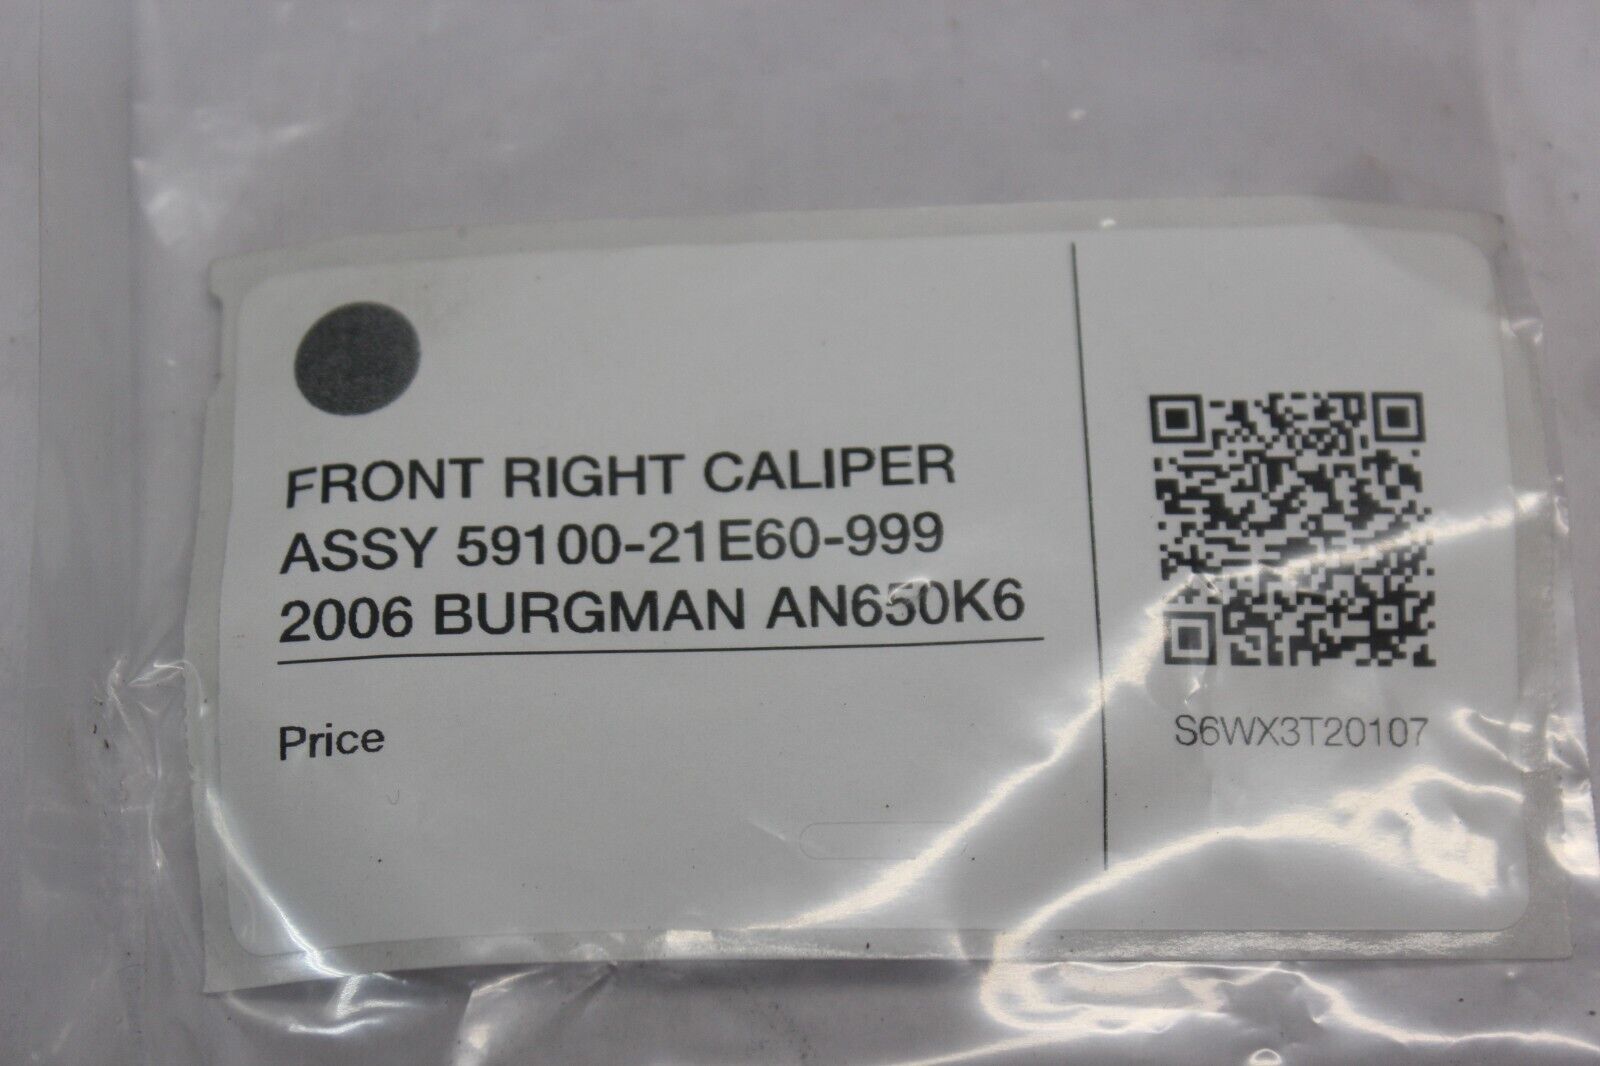 FRONT RIGHT CALIPER
ASSY 59100-21E60-999
2006 BURGMAN AN650K6
Price
S6WX3T20107